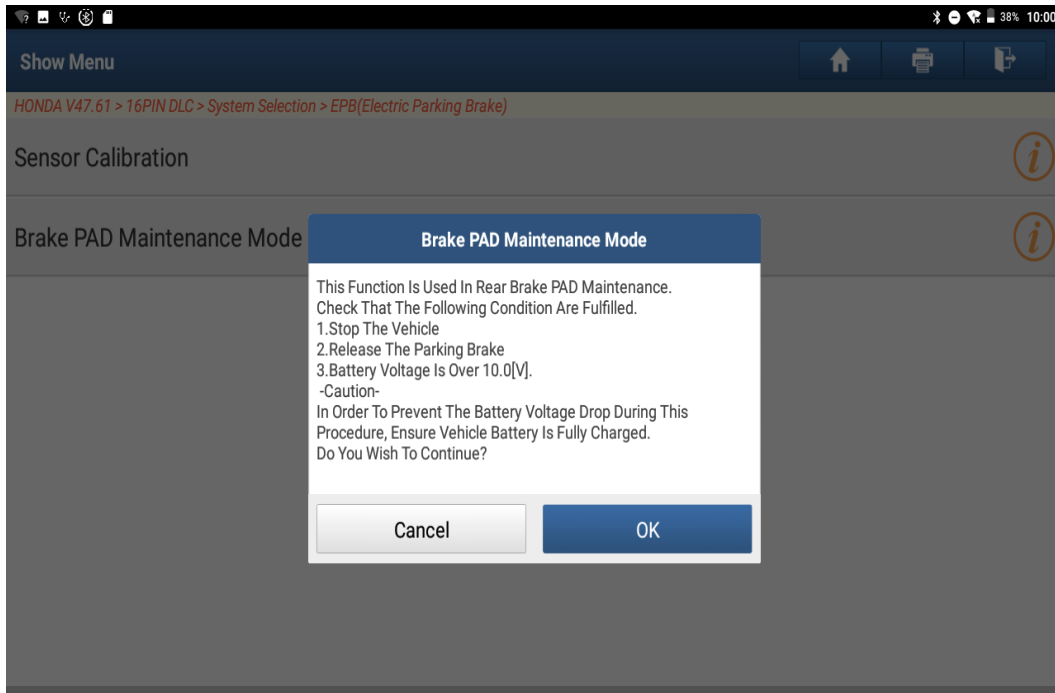 38% 10:00
Show Menu
HONDA V47.61 > 16PIN DLC > System Selection > EPB(Electric Parking Brake)
Sensor Calibration
Brake PAD Maintenance Mode
Brake PAD Maintenance Mode
This Function Is Used In Rear Brake PAD Maintenance.
Check That The Following Condition Are Fulfilled.
1.Stop The Vehicle
2.Release The Parking Brake
3.Battery Voltage Is Over 10.0[V].
-Caution-
In Order To Prevent The Battery Voltage Drop During This
Procedure, Ensure Vehicle Battery Is Fully Charged.
Do You Wish To Continue?
Cancel
OK